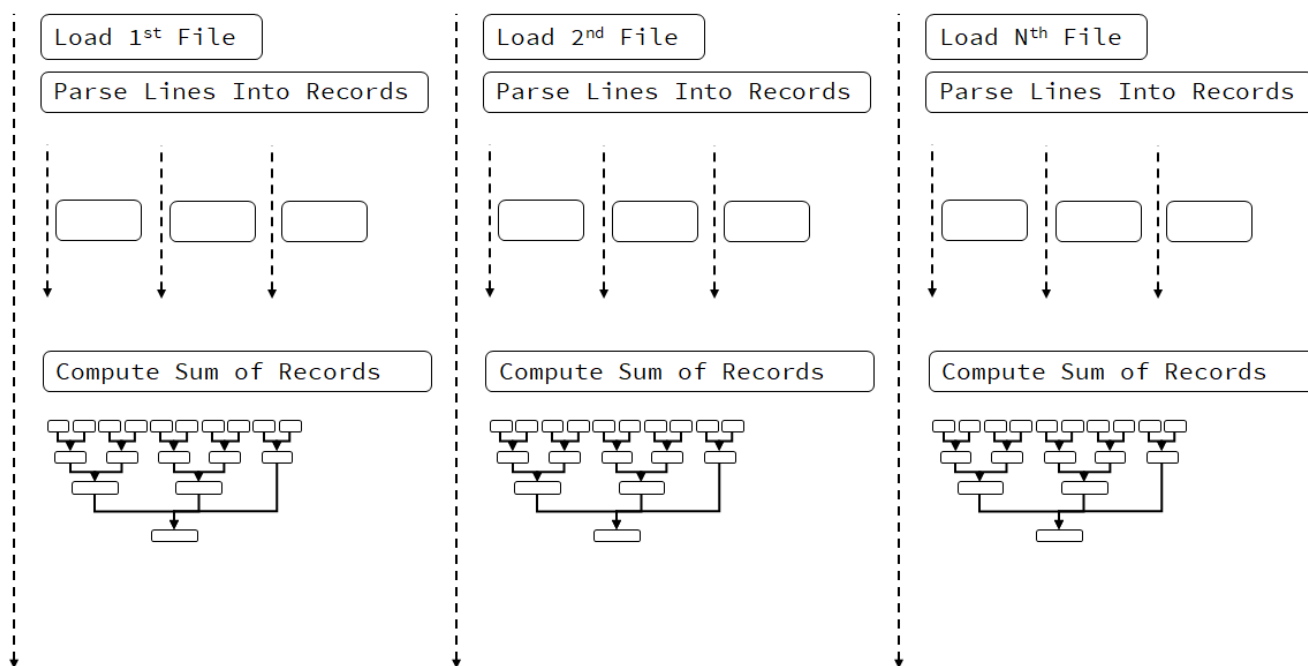 Load 1st File
Parse Lines Into Records
Compute Sum of Records
Load 2nd File
Parse Lines Into Records
Compute Sum of Records
Load Nth File
Parse Lines Into Records
Compute Sum of Records